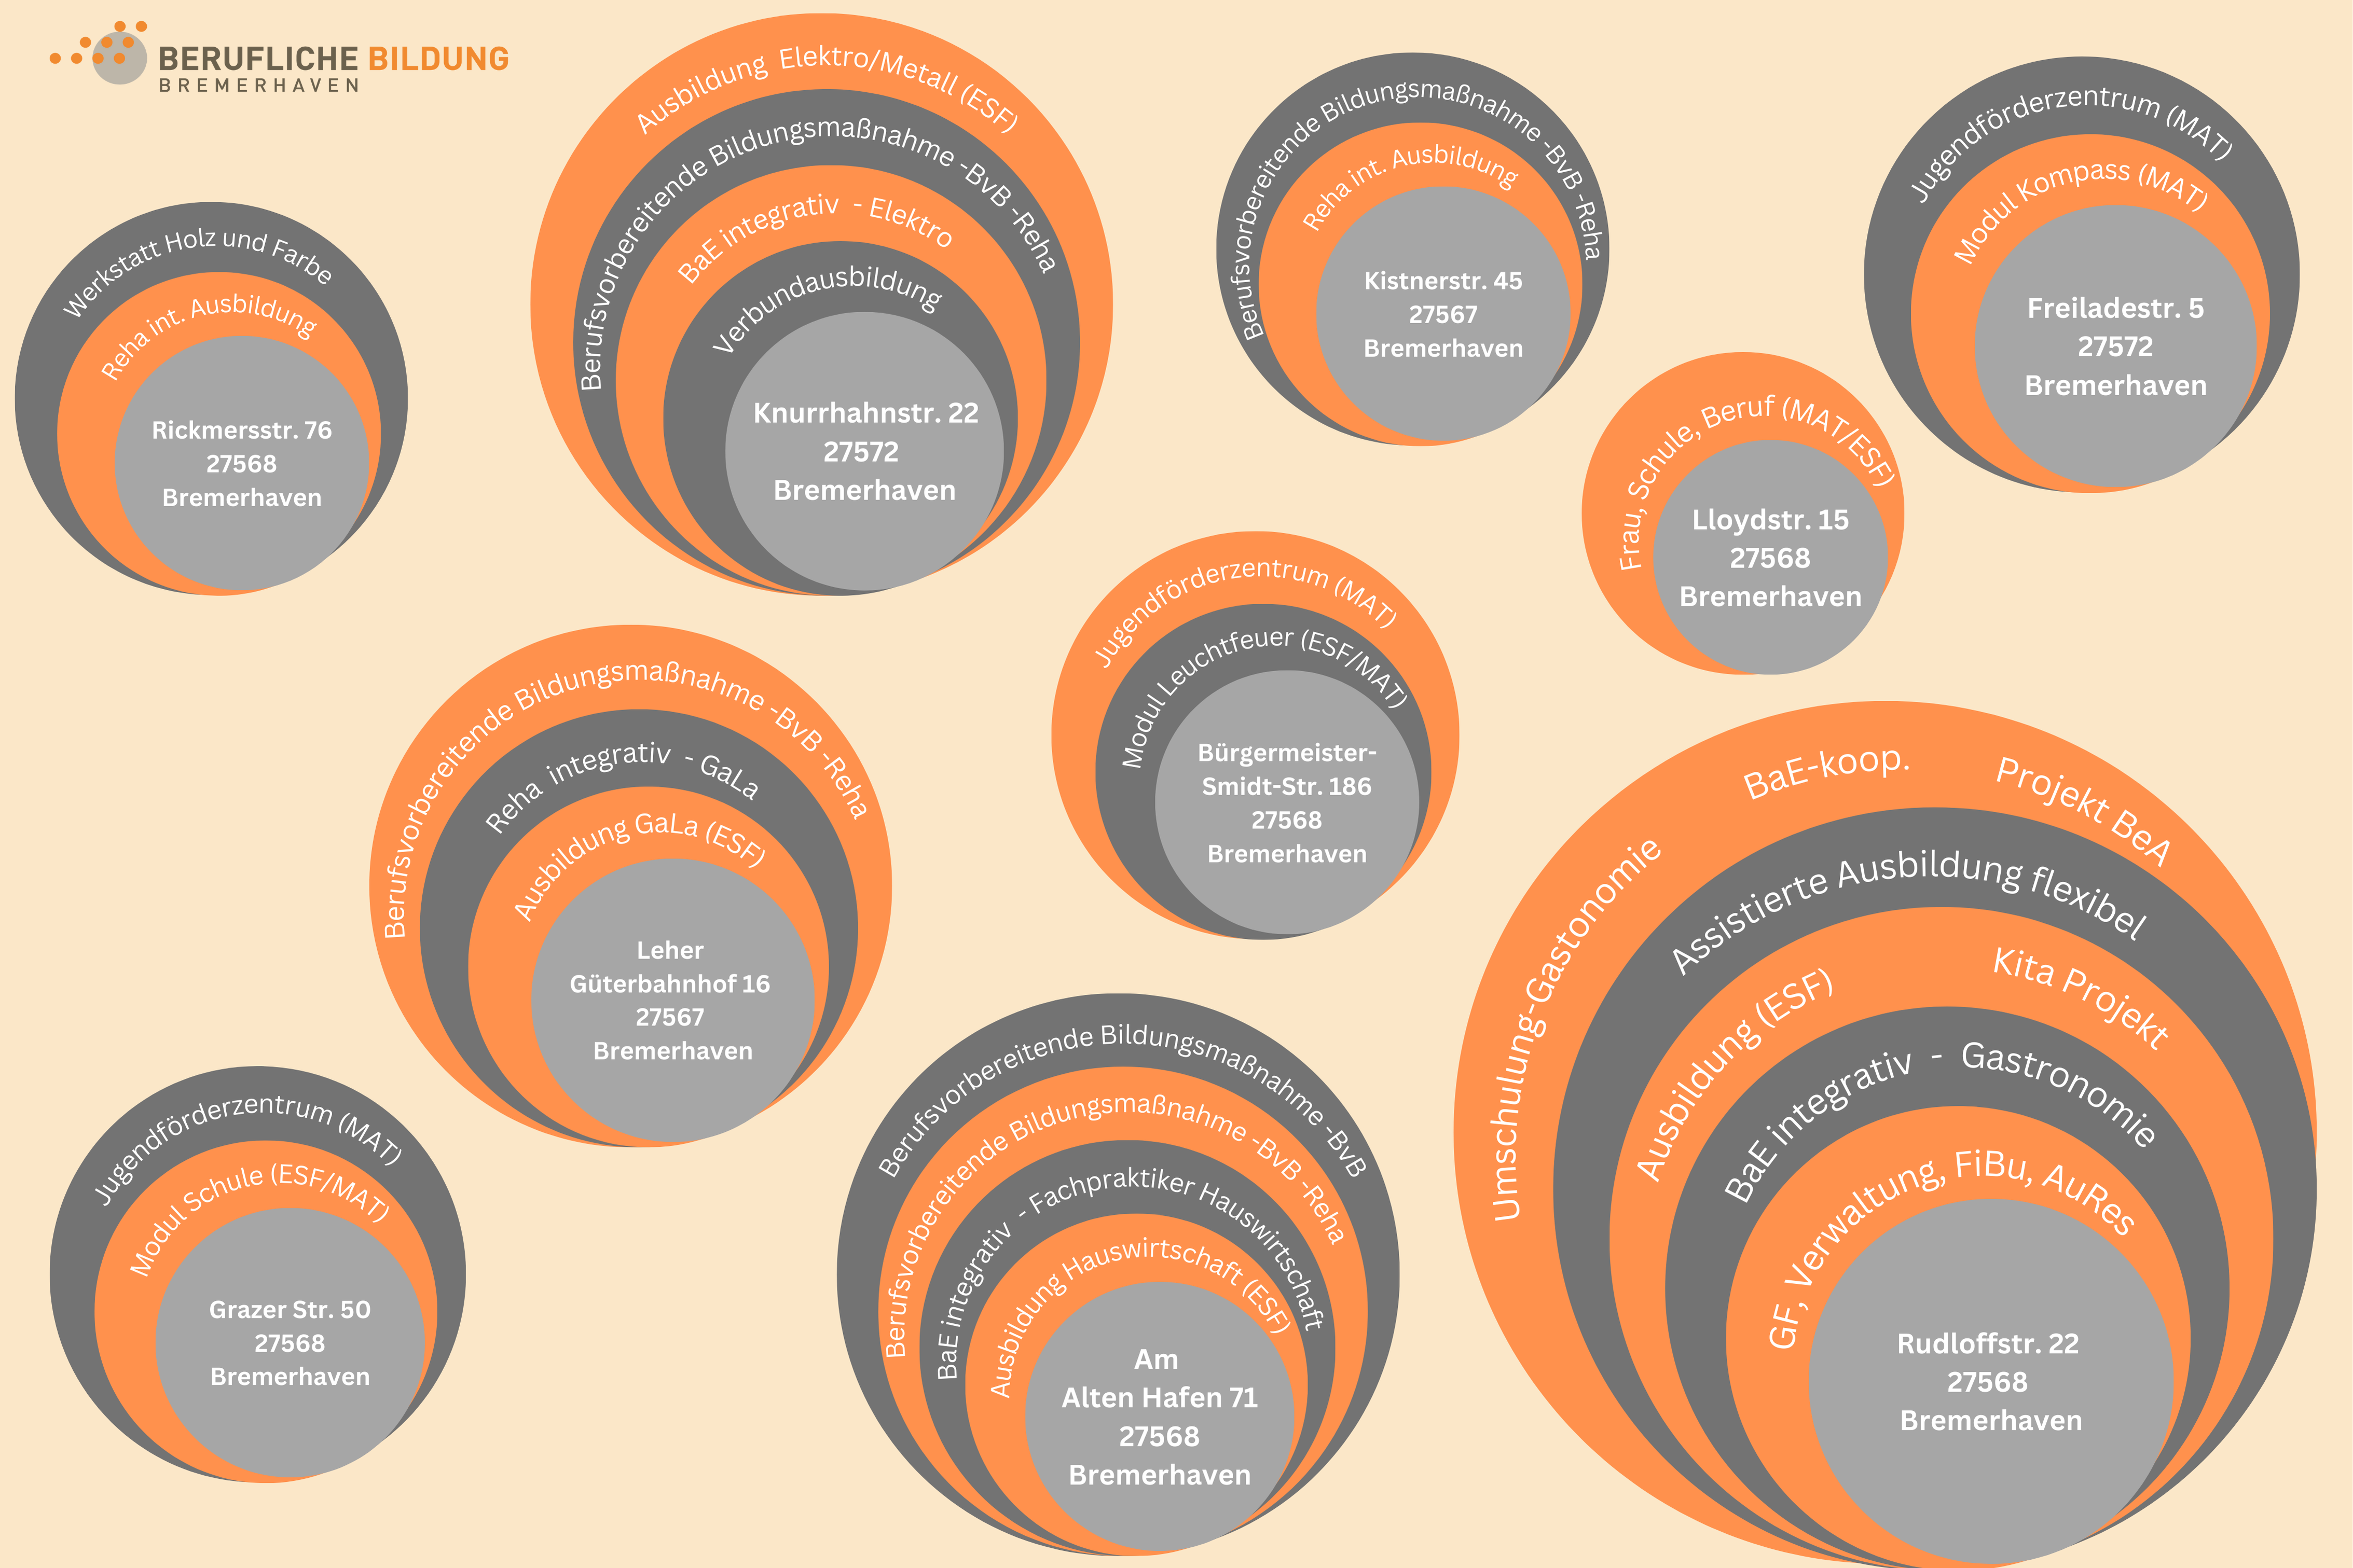 BERUFLICHE BILDUNG
BREMERHAVEN
Ausbildung Elektro/Metall (ESF)
Berufsvorbereitende Bildungsmaßnahme -BvB -Reha
BaE integrativ - Elektro
Verbundausbildung
Knurrhahnstr. 22
27572
Bremerhaven
Berufsvorbereitende Bildungsmaßnahme -BvB -Reha
Reha int. Ausbildung
Kistnerstr. 45
27567
Bremerhaven
Jugendförderzentrum (MAT)
Modul Kompass (MAT)
Freiladestr. 5
27572
Bremerhaven
Werkstatt Holz und Farbe
Reha int. Ausbildung
Rickmersstr. 76
27568
Bremerhaven
Frau, Schule, Beruf (MAT/ESF)
Lloydstr. 15
27568
Bremerhaven
Jugendförderzentrum (MAT)
Modul Leuchtfeuer (ESF/MAT)
Bürgermeister-
Smidt-Str. 186
27568
Bremerhaven
Berufsvorbereitende Bildungsmaßnahme -BvB -Reha
Reha integrativ - GaLa
Ausbildung GaLa (ESF)
Leher
Güterbahnhof 16
27567
Bremerhaven
Umschulung-Gastonomie BaE-koop. Projekt BeA
Assistierte Ausbildung flexibel
Ausbildung (ESF) Kita Projekt
BaE integrativ - Gastronomie
GF, Verwaltung, FiBu, AuRes
Rudloffstr. 22
27568
Bremerhaven
Berufsvorbereitende Bildungsmaßnahme -BvB
Berufsvorbereitende Bildungsmaßnahme -BvB -Reha
BaE integrativ - Fachpraktiker Hauswirtschaft
Ausbildung Hauswirtschaft (ESF)
Am
Alten Hafen 71
27568
Bremerhaven
Jugendförderzentrum (MAT)
Modul Schule (ESF/MAT)
Grazer Str. 50
27568
Bremerhaven